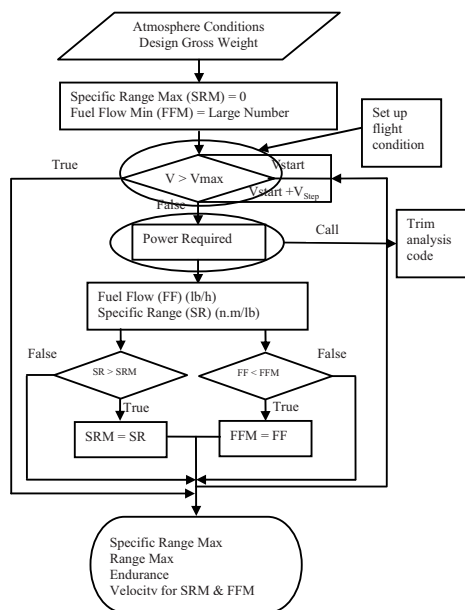 Atmosphere Conditions
Design Gross Weight
Specific Range Max (SRM) = 0
Fuel Flow Min (FFM) = Large Number
Set up
flight
condition
True
Vstart
V > Vmax
Vstart +VStep
False
Power Required
Call
Trim
analysis
code
Fuel Flow (FF) (lb/h)
Specific Range (SR) (n.m/lb)
False
False
SR > SRM
FF < FFM
True
True
SRM = SR
FFM = FF
Specific Range Max
Range Max
Endurance
Velocity for SRM & FFM